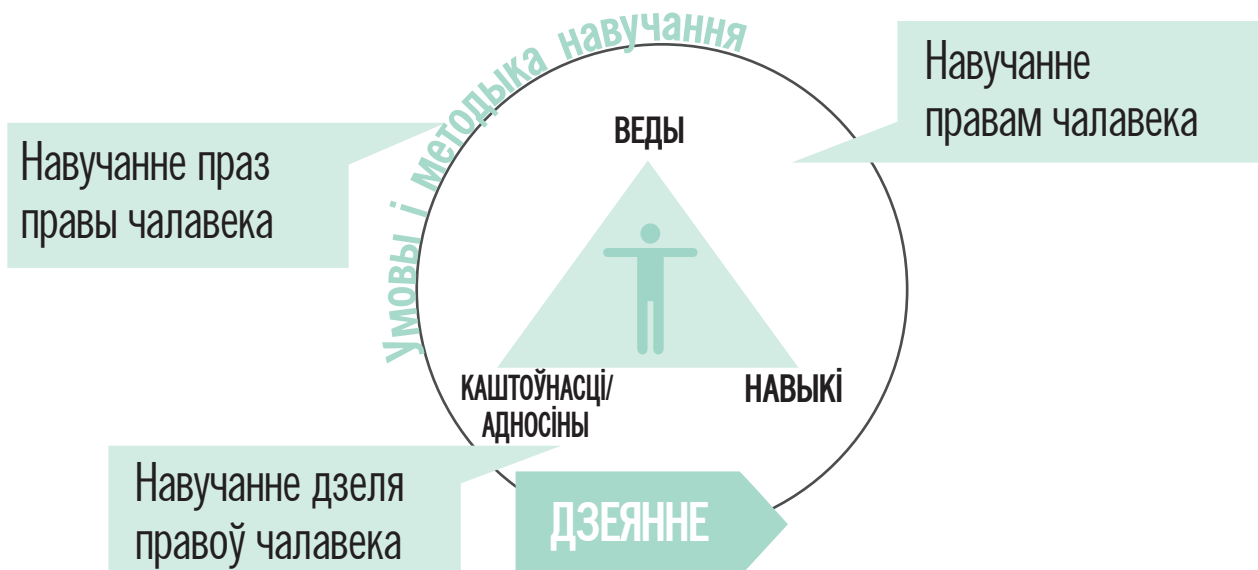 Умовы і методыка навучання
Навучанне
правам чалавека
ВЕДЫ
Навучанне праз
правы чалавека
КАШТОЎНАСЦІ/
АДНОСІНЫ
НАВЫКІ
Навучанне дзеля
правоў чалавека
ДЗЕЯННЕ